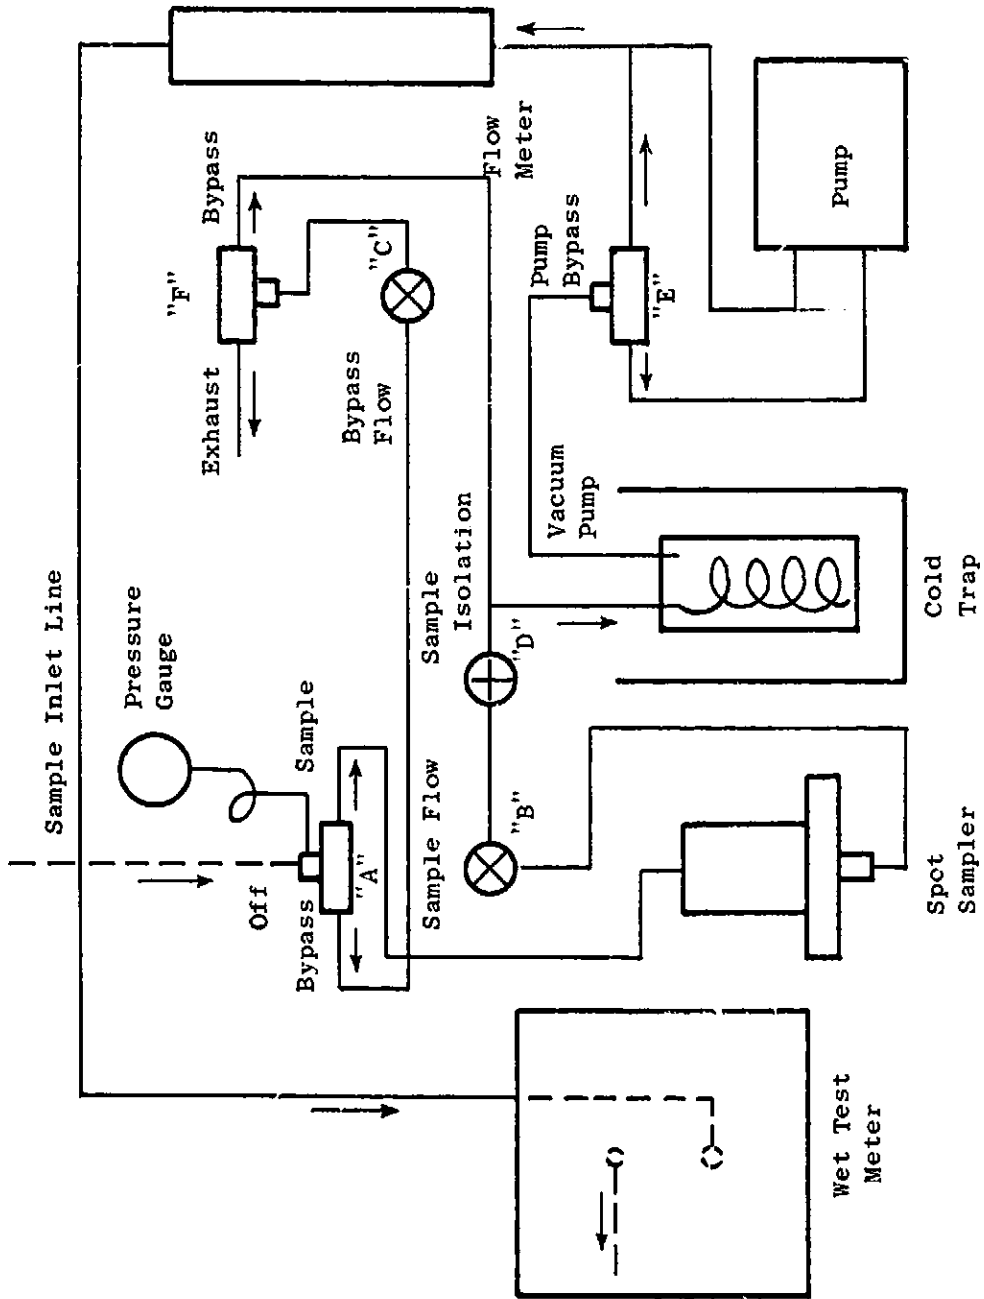 Sample Inlet Line
Pressure
Gauge
Off
Bypass
Sample
"A"
Exhaust
"F"
Bypass
Bypass
Flow
"C"
Sample Flow
"B"
Sample
Isolation
"D"
Flow
Meter
Vacuum
Pump
Pump
Bypass
"E"
Pump
Wet Test
Meter
Spct
Sampler
Cold
Trap